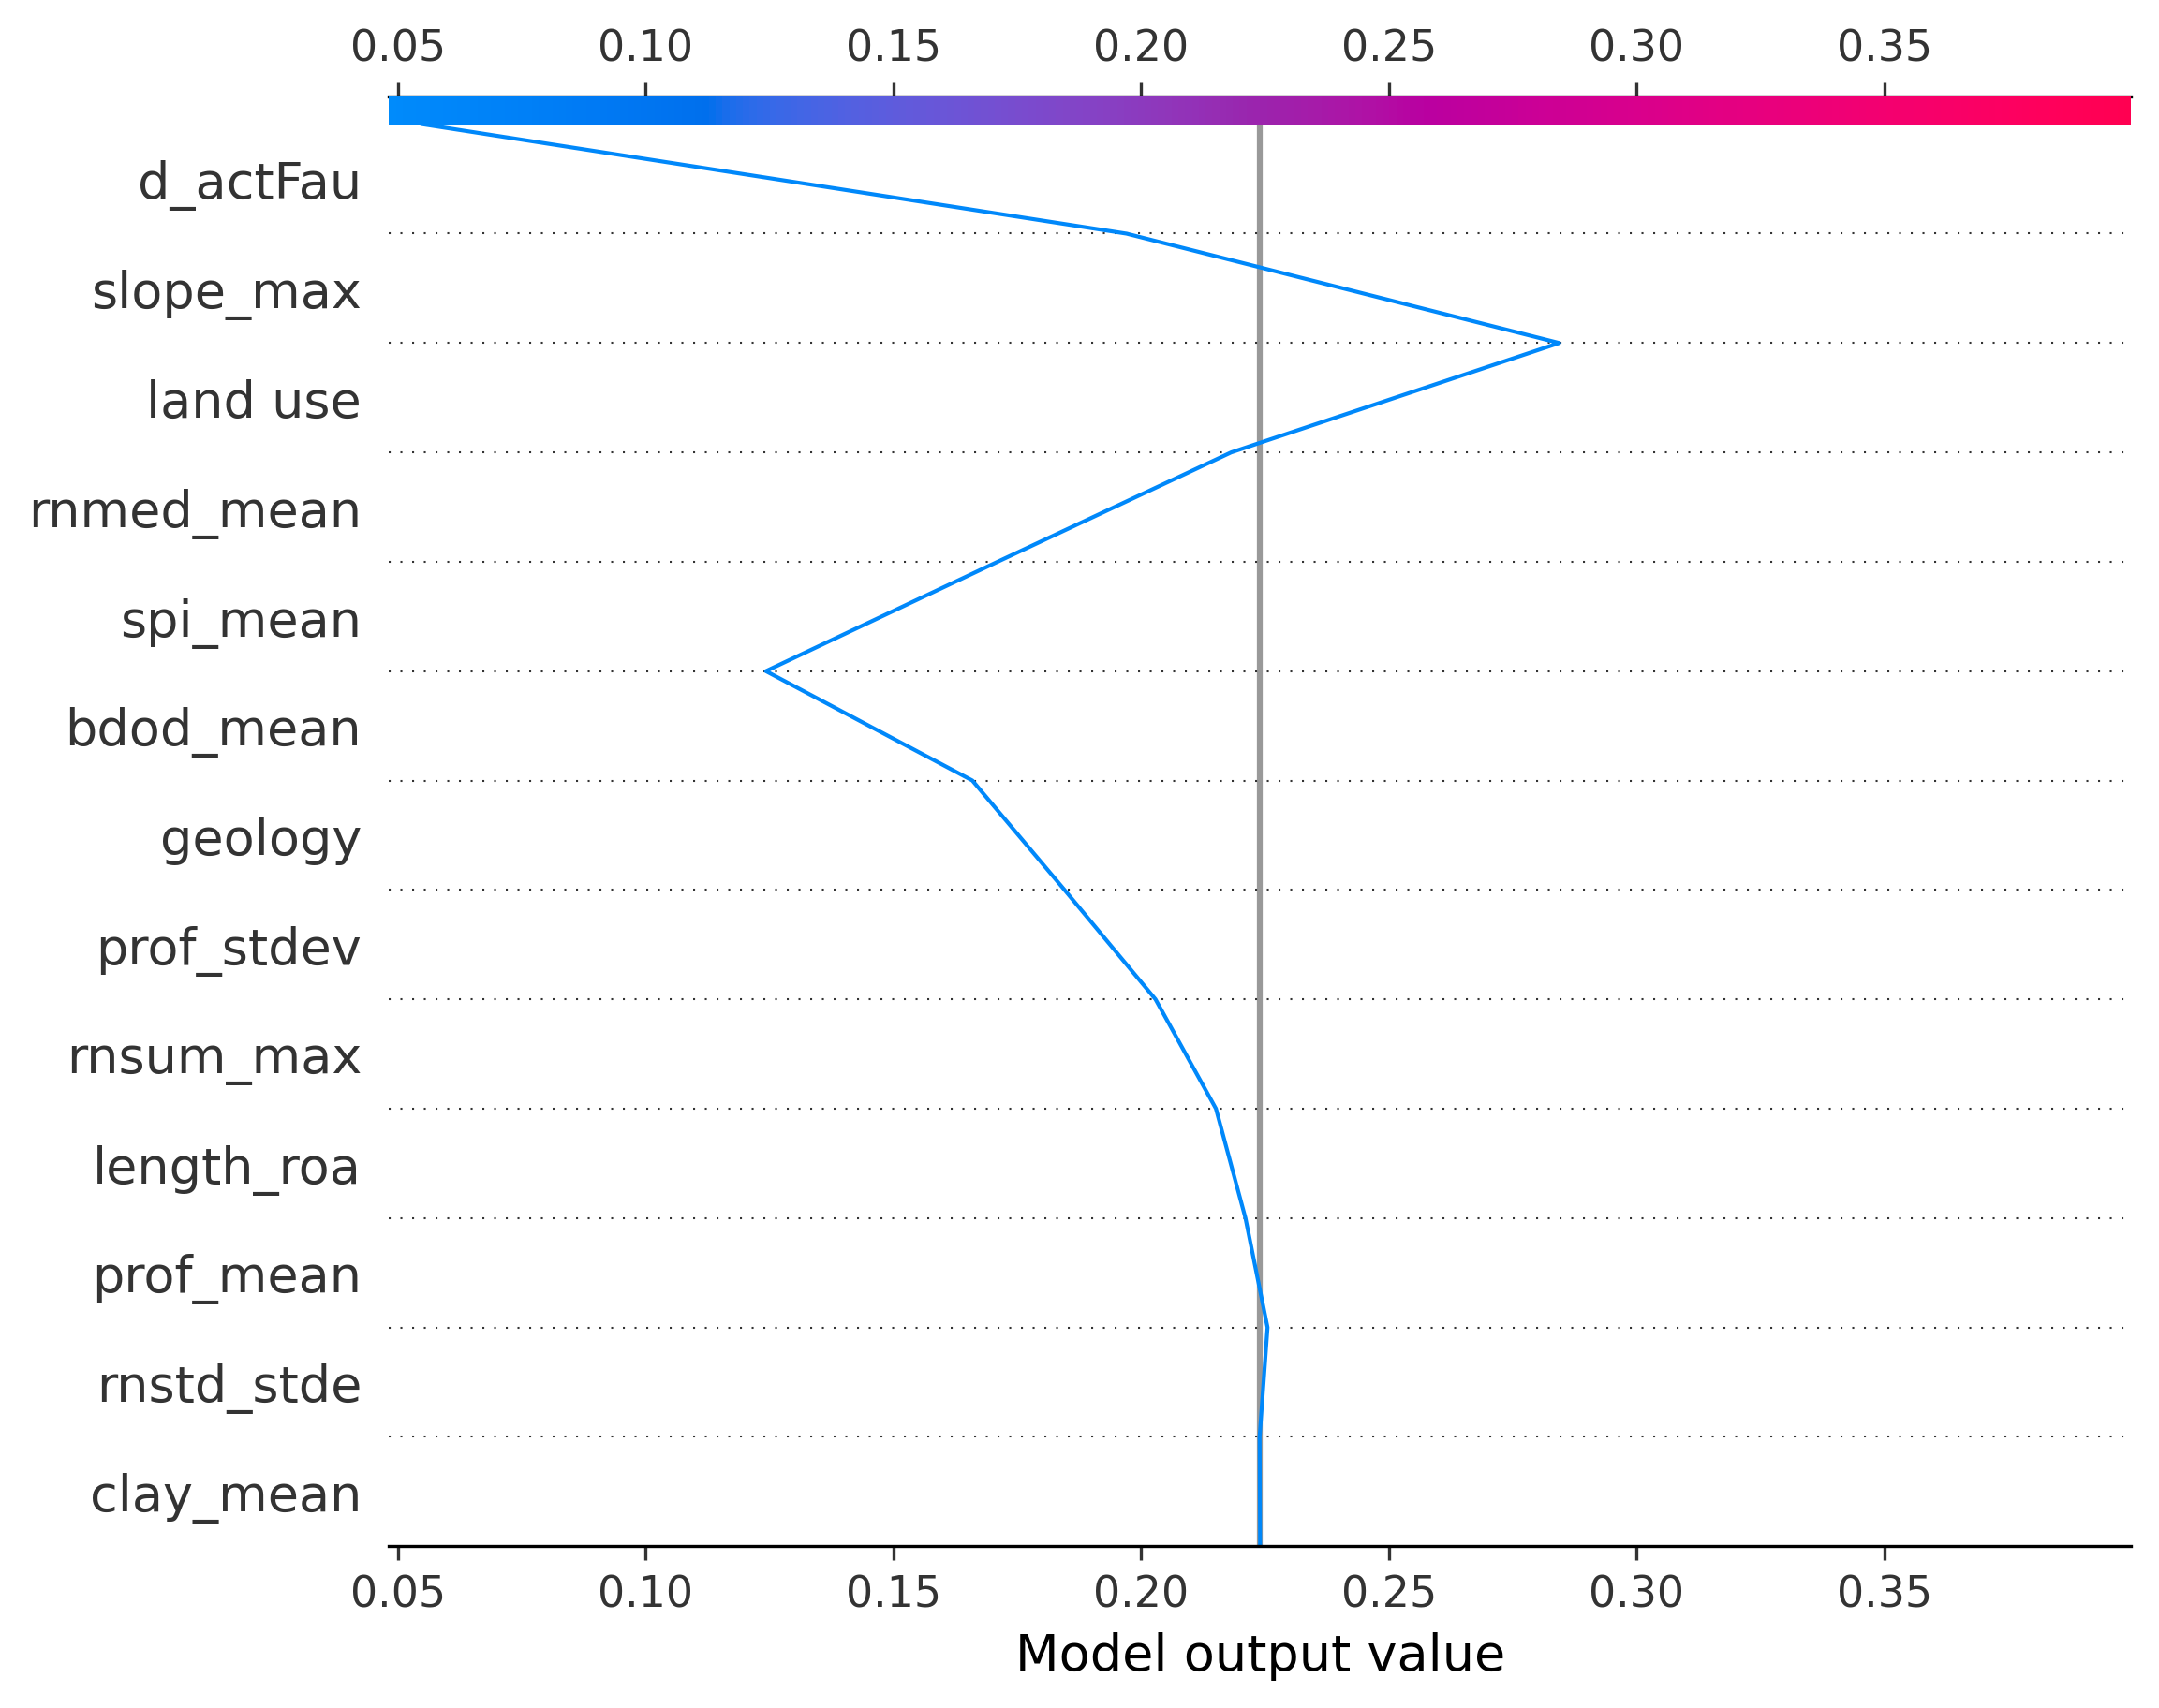 0.05 0.10 0.15 0.20 0.25 0.30 0.35
d_actFau
slope_max
land use
rnmed_mean
spi_mean
bdod_mean
geology
prof_stdev
rnsum_max
length_roa
prof_mean
rnstd_stde
clay_mean
0.05 0.10 0.15 0.20 0.25 0.30 0.35
Model output value